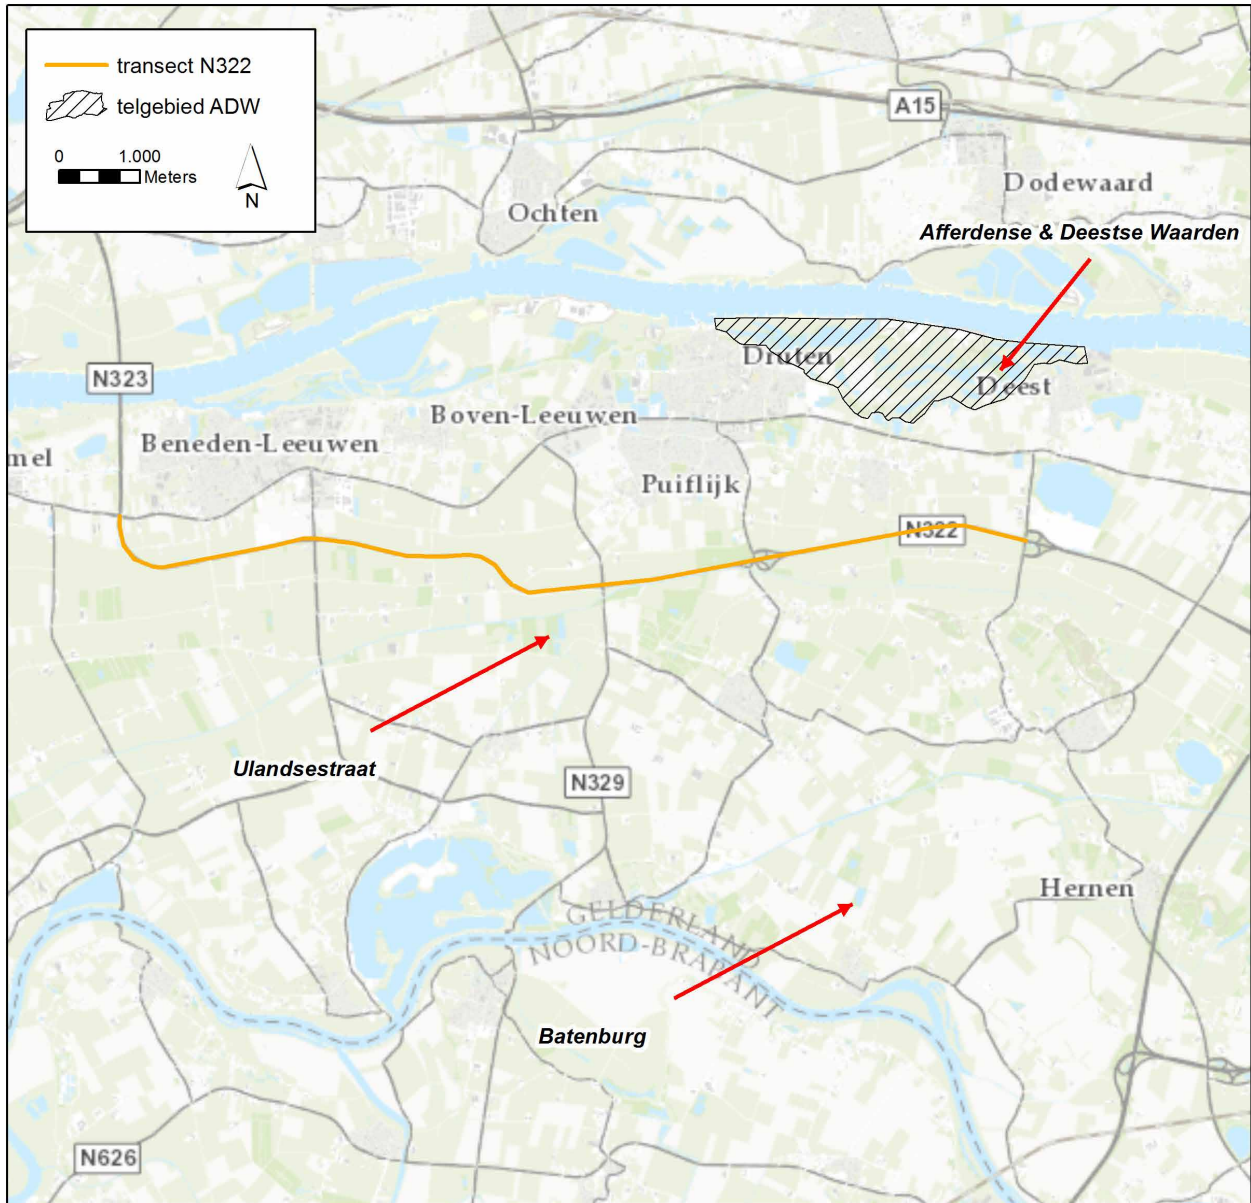 transect N322
telgebied ADW
0 1.000
Meters
N
A15
Dodewaard
Ochten
Afferdense & Deestse Waarden
N323
Druten
Deest
Boven-Leeuwen
Beneden-Leeuwen
mel
Puiflijk
N322
Ulandsestraat
N329
Hernen
GELDERLAND
NOORD-BRABANT
Batenburg
N626